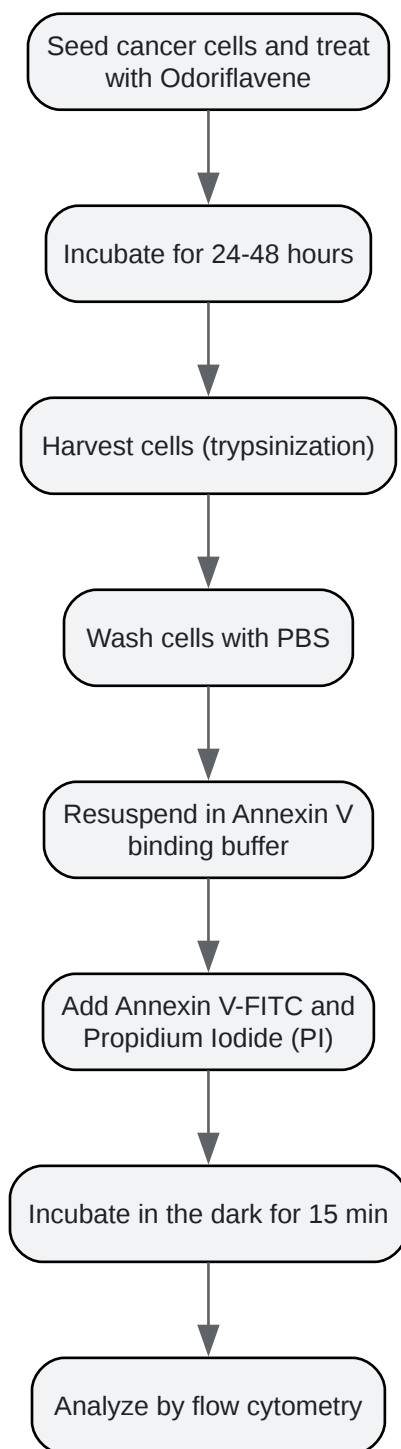 Seed cancer cells and treat
with Odoriflavene
Incubate for 24-48 hours
Harvest cells (trypsinization)
Wash cells with PBS
Resuspend in Annexin V
binding buffer
Add Annexin V-FITC and
Propidium Iodide (PI)
Incubate in the dark for 15 min
Analyze by flow cytometry